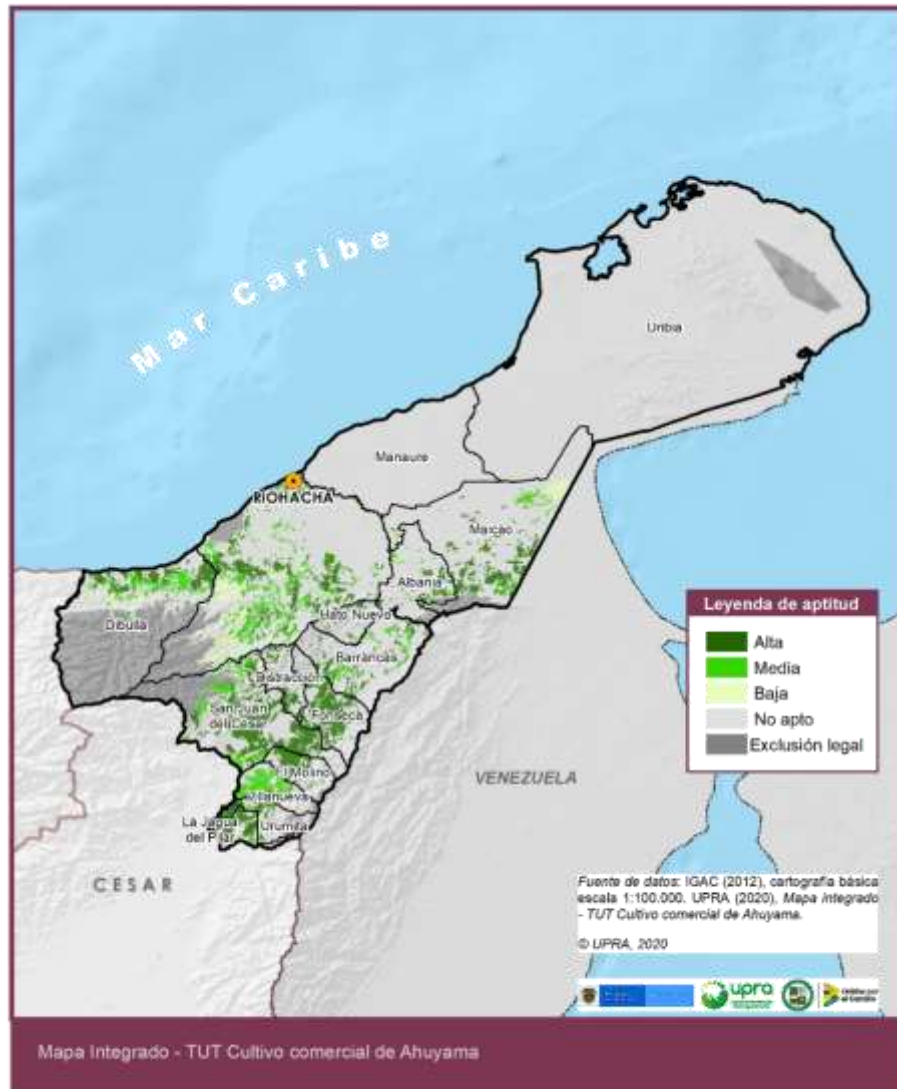 Mar Caribe
Uribia
Manaure
RIOHACHA
Maicao
Albania
Dibulla
Hato Nuevo
Barrancas
Distracción
San Juan
del Cesar
Fonseca
El Molino
Villanueva
La Jagua
del Pilar
Urumita
CESAR
VENEZUELA
Leyenda de aptitud
Alta
Media
Baja
No apto
Exclusión legal
Fuente de datos: IGAC (2012), cartografía básica
escala 1:100.000. UPRA (2020), Mapa integrado
- TUT Cultivo comercial de Ahuyama.
© UPRA, 2020
upra
Mapa Integrado - TUT Cultivo comercial de Ahuyama